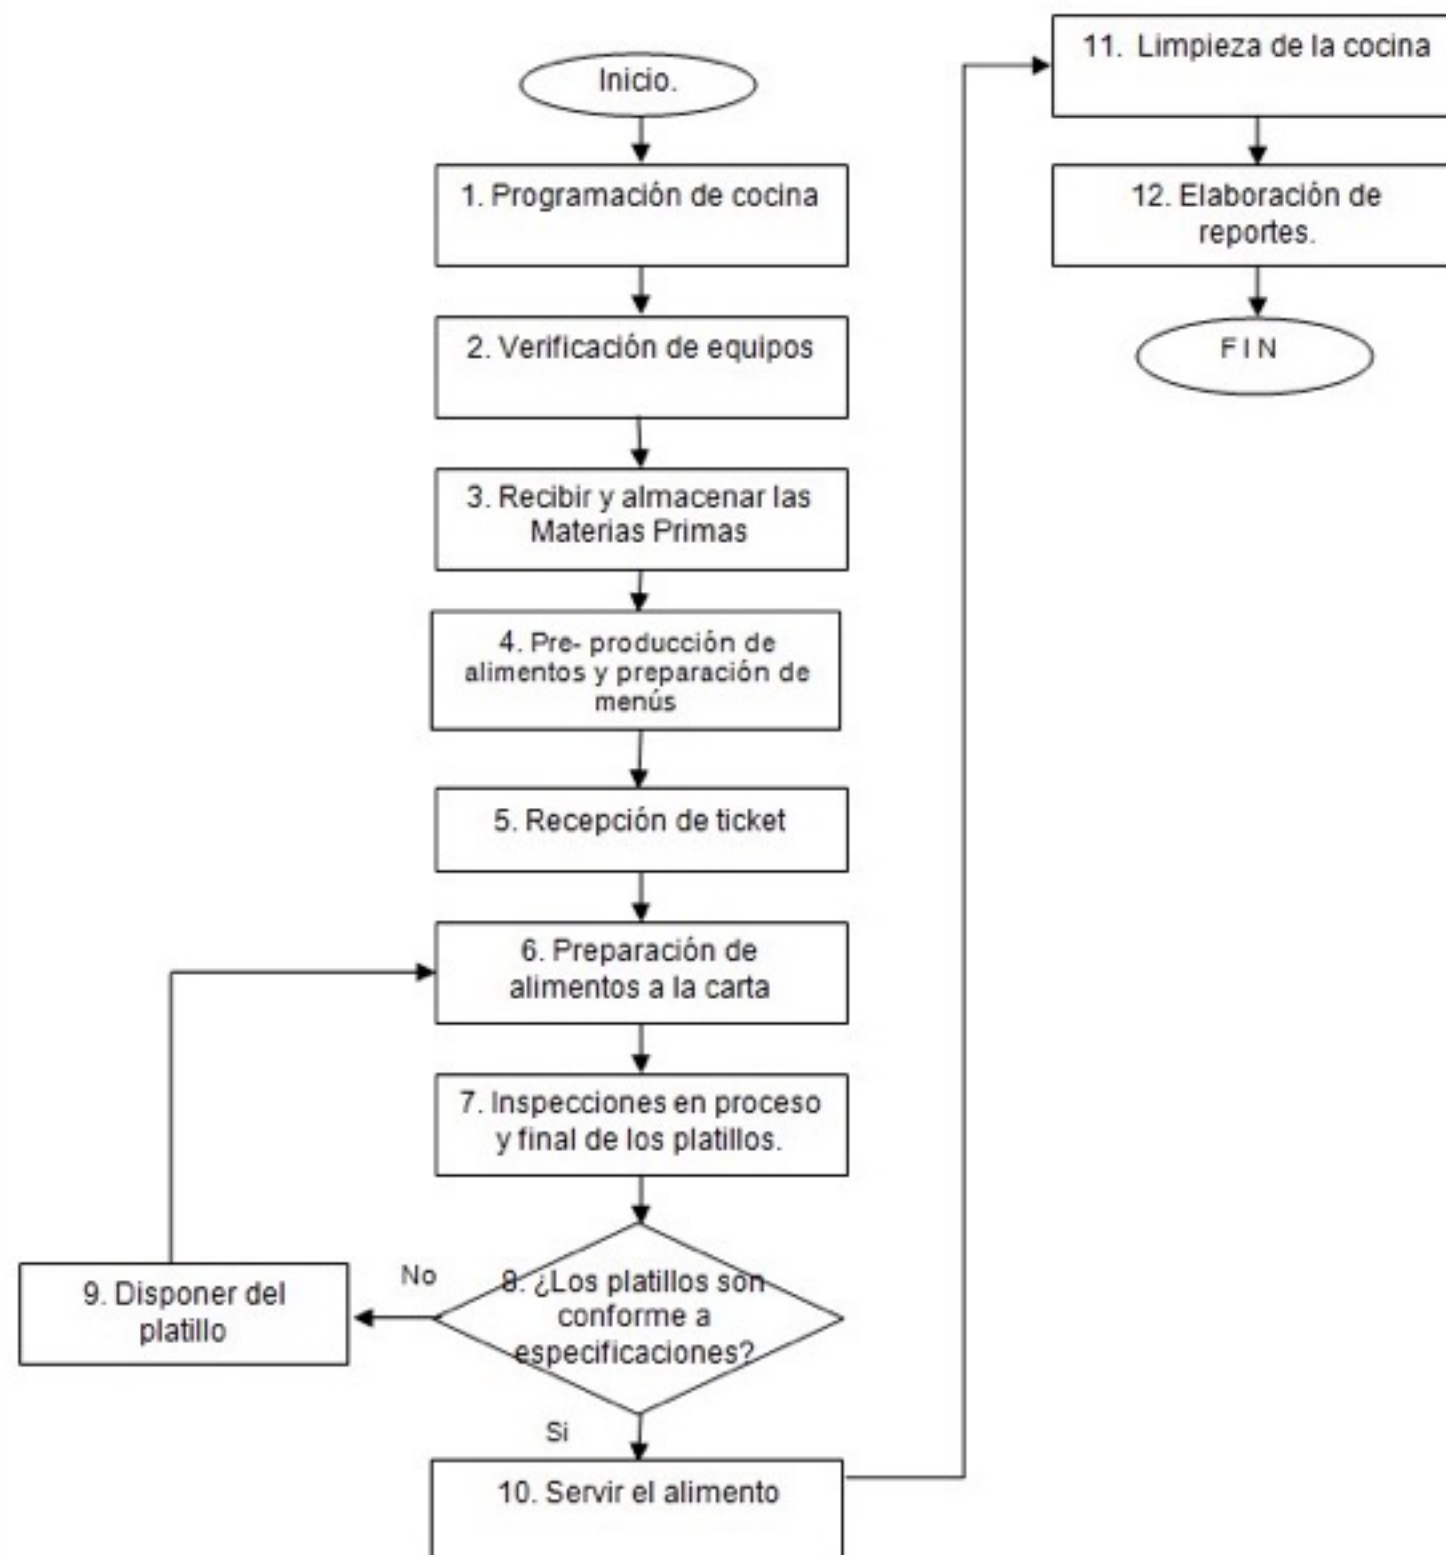 Inicio.
1. Programación de cocina
2. Verificación de equipos
3. Recibir y almacenar las
Materias Primas
4. Pre- producción de
alimentos y preparación de
menús
5. Recepción de ticket
6. Preparación de
alimentos a la carta
7. Inspecciones en proceso
y final de los platillos.
8. ¿Los platillos son
conforme a
especificaciones?
No
9. Disponer del
platillo
Si
10. Servir el alimento
11. Limpieza de la cocina
12. Elaboración de
reportes.
F I N